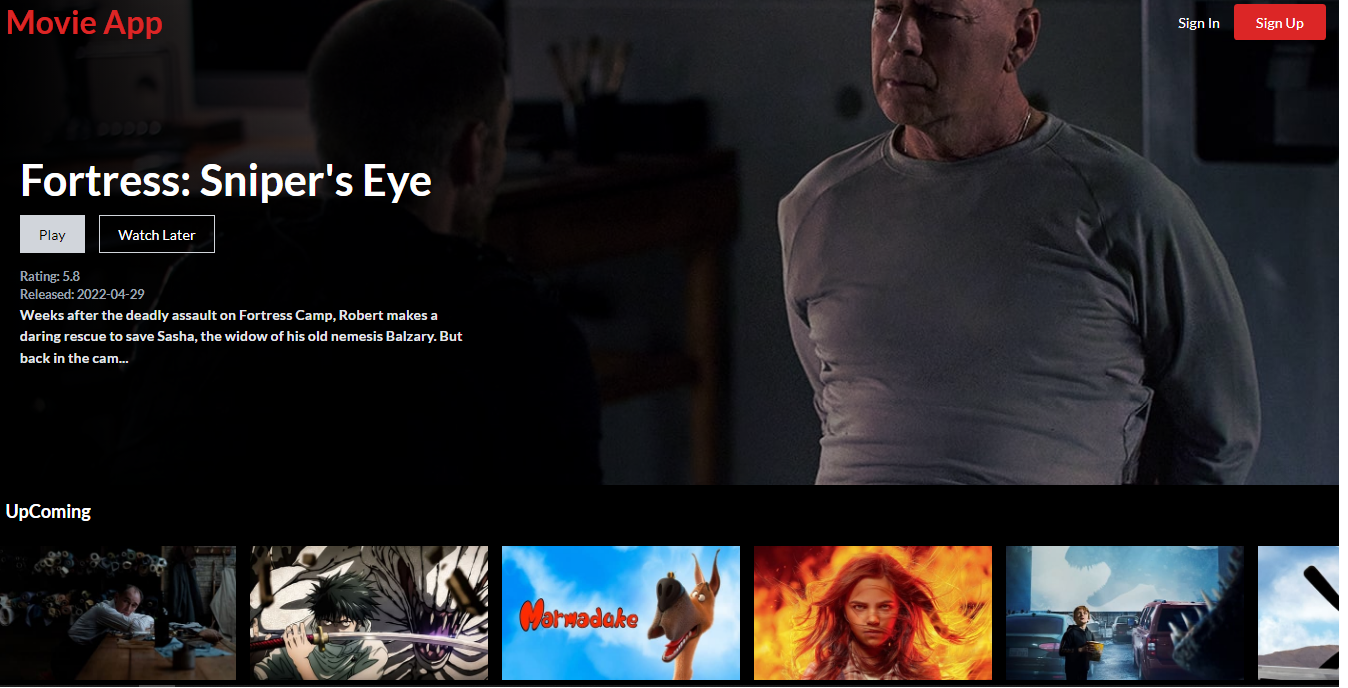 Movie App
Sign In
Sign Up
Fortress: Sniper's Eye
Play
Watch Later
Rating: 5.8
Released: 2022-04-29
Weeks after the deadly assault on Fortress Camp, Robert makes a
daring rescue to save Sasha, the widow of his old nemesis Balzary. But
back in the cam...
UpComing
Marmaduke